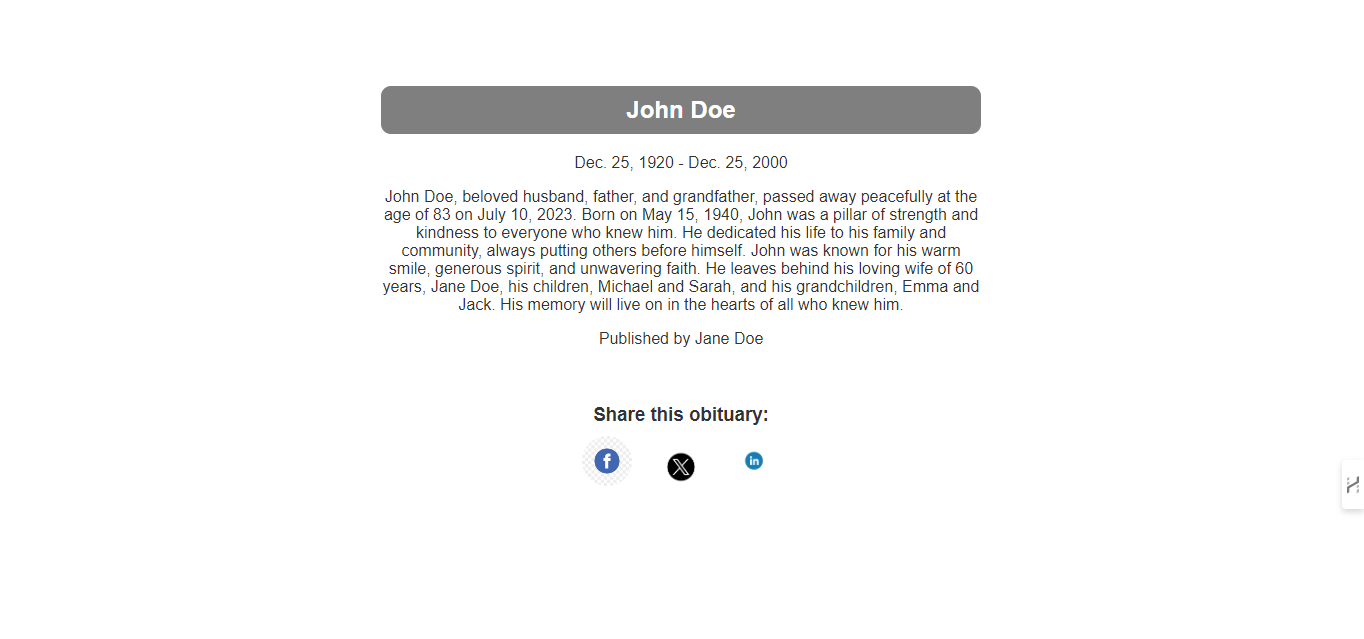 John Doe
Dec. 25, 1920 - Dec. 25, 2000
John Doe, beloved husband, father, and grandfather, passed away peacefully at the
age of 83 on July 10, 2023. Born on May 15, 1940, John was a pillar of strength and
kindness to everyone who knew him. He dedicated his life to his family and
community, always putting others before himself. John was known for his warm
smile, generous spirit, and unwavering faith. He leaves behind his loving wife of 60
years, Jane Doe, his children, Michael and Sarah, and his grandchildren, Emma and
Jack. His memory will live on in the hearts of all who knew him.
Published by Jane Doe
Share this obituary:
f X in